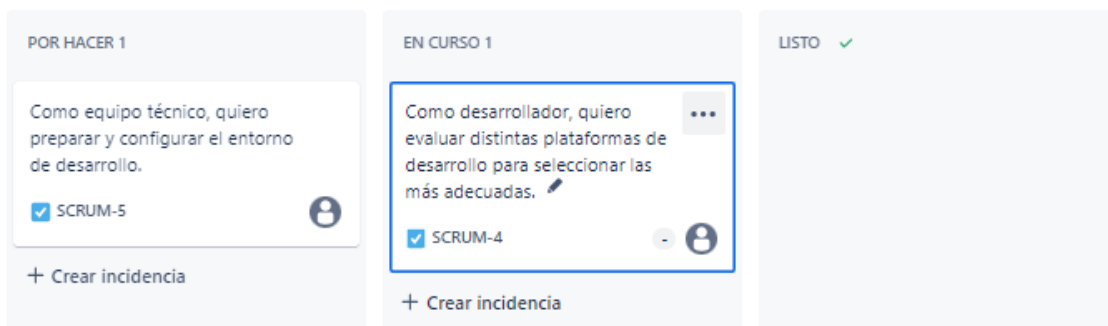 POR HACER 1
Como equipo técnico, quiero
preparar y configurar el entorno
de desarrollo.
SCRUM-5
+ Crear incidencia
EN CURSO 1
Como desarrollador, quiero
evaluar distintas plataformas de
desarrollo para seleccionar las
más adecuadas.
SCRUM-4
-
+ Crear incidencia
LISTO